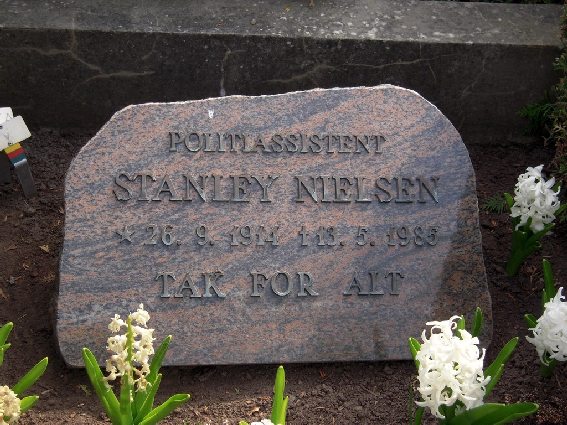 POLITIASSISTENT
STANLEY NIELSEN
* 26. 9. 1914 † 13. 5. 1985
TAK FOR ALT